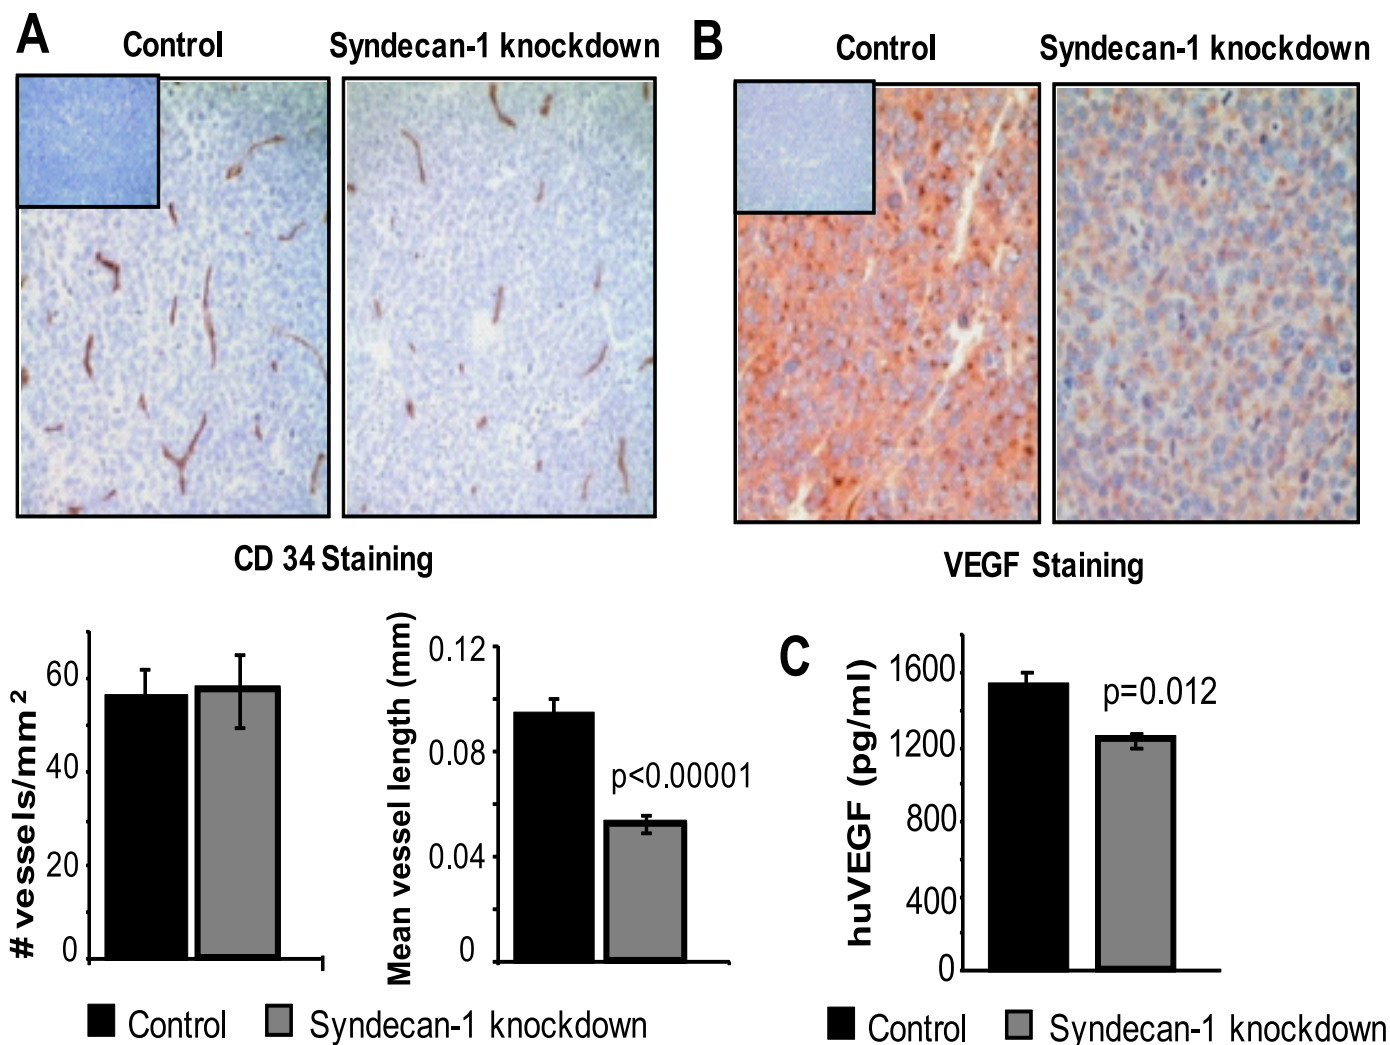 A
Control
Syndecan-1 knockdown
B
Control
Syndecan-1 knockdown
CD 34 Staining
VEGF Staining
# vessels/mm²
60
40
20
0
Mean vessel length (mm)
0.12
0.08
0.04
0
p<0.00001
C
huVEGF (pg/ml)
1600
1200
800
400
0
p=0.012
Control
Syndecan-1 knockdown
Control
Syndecan-1 knockdown